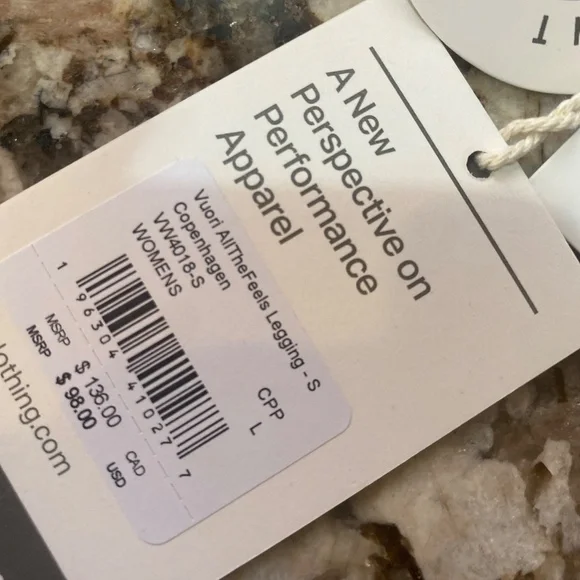 A New
Perspective on
Performance
Apparel
Vuori AllTheFeels Legging - S
Copenhagen
VW4018-S
WOMENS
CPP
L
1 96304 41027 7
MSRP $ 136.00 CAD
MSRP $ 98.00 USD
lothing.com